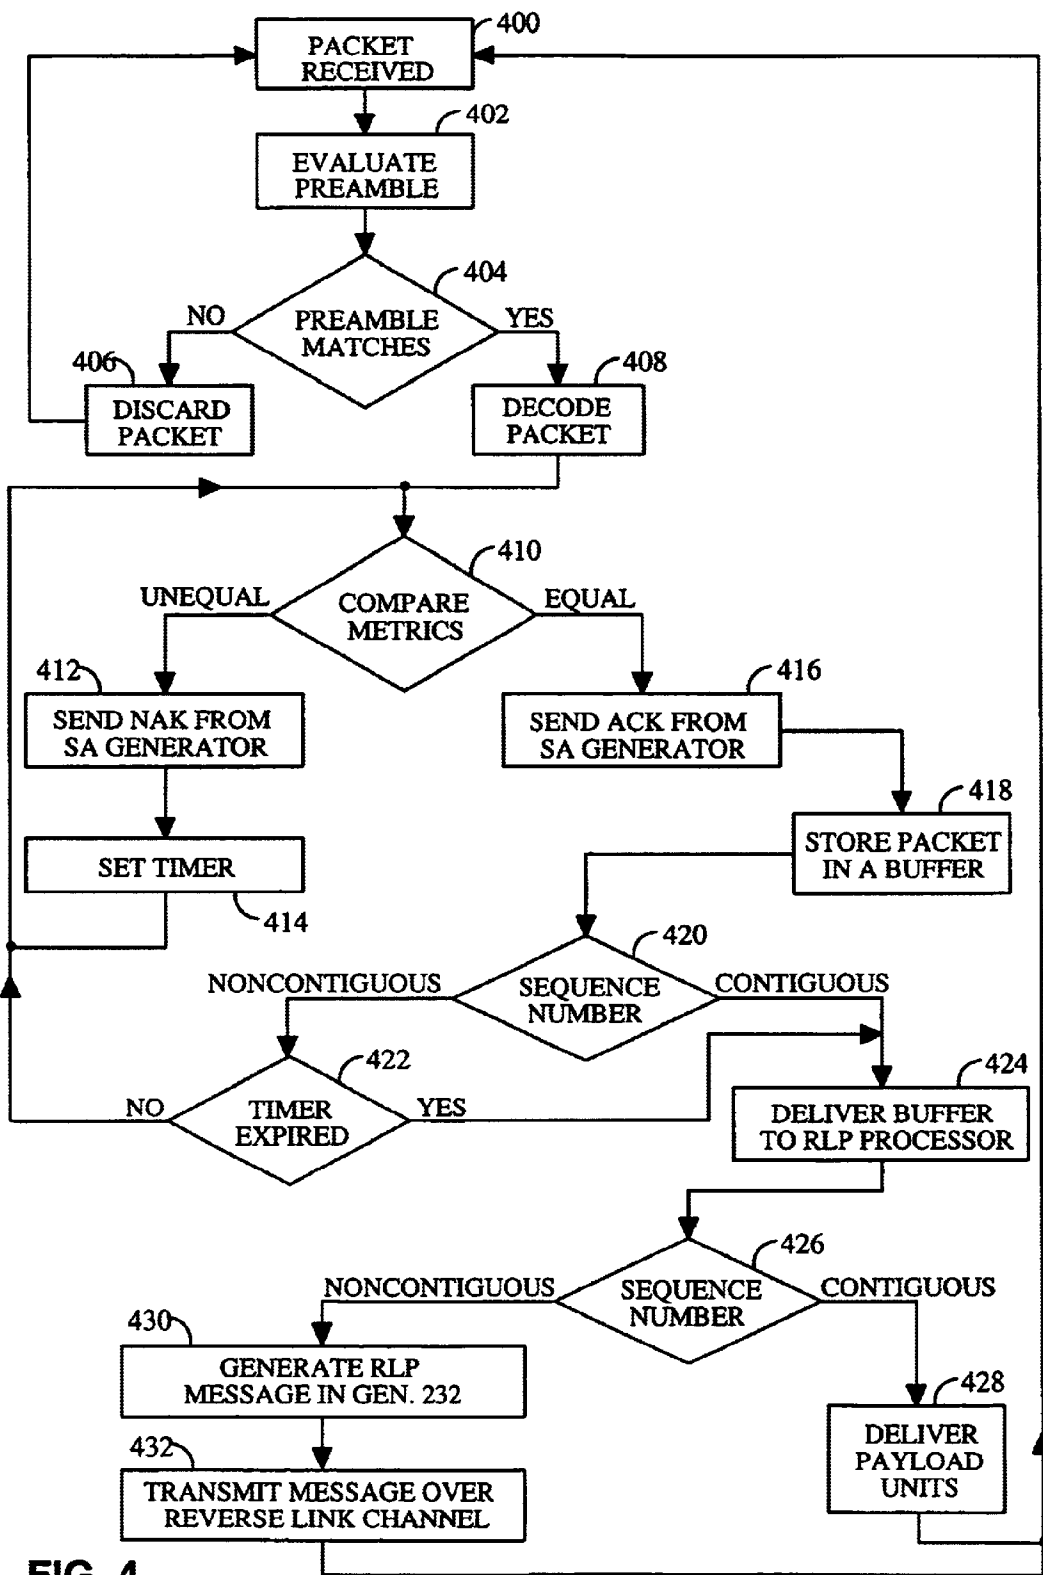 400
PACKET
RECEIVED
402
EVALUATE
PREAMBLE
404
NO
PREAMBLE
MATCHES
YES
406
DISCARD
PACKET
408
DECODE
PACKET
410
UNEQUAL
COMPARE
METRICS
EQUAL
412
SEND NAK FROM
SA GENERATOR
416
SEND ACK FROM
SA GENERATOR
418
STORE PACKET
IN A BUFFER
SET TIMER
414
420
NONCONTIGUOUS
SEQUENCE
NUMBER
CONTIGUOUS
422
NO
TIMER
EXPIRED
YES
424
DELIVER BUFFER
TO RLP PROCESSOR
426
NONCONTIGUOUS
SEQUENCE
NUMBER
CONTIGUOUS
430
GENERATE RLP
MESSAGE IN GEN. 232
428
DELIVER
PAYLOAD
UNITS
432
TRANSMIT MESSAGE OVER
REVERSE LINK CHANNEL
FIG. 4